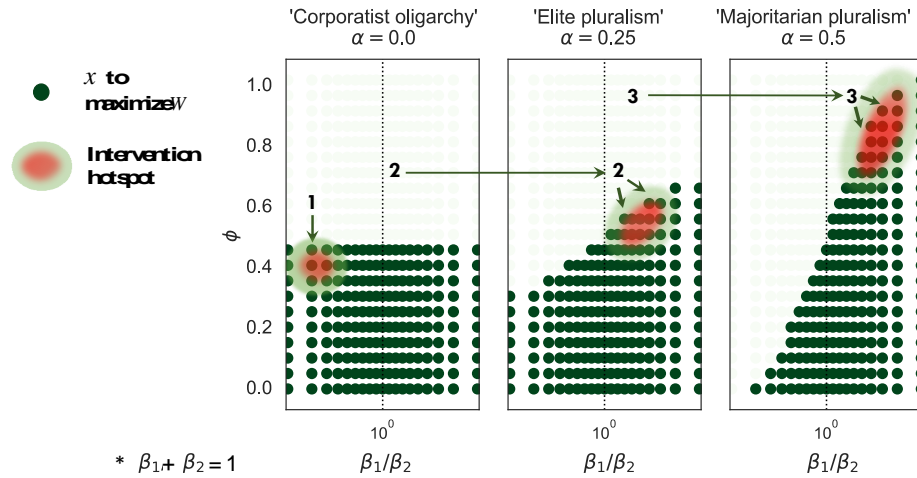 'Corporatist oligarchy' 'Elite pluralism' 'Majoritarian pluralism'
α = 0.0 α = 0.25 α = 0.5
x to
maximizeW
Intervention
hotspot
ϕ
1.0
0.8
0.6
0.4
0.2
0.0
1
2
2
3
3
10⁰ 10⁰ 10⁰
* β₁+ β₂ = 1 β₁/β₂ β₁/β₂ β₁/β₂